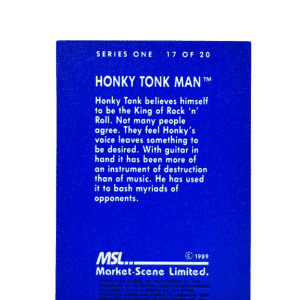 SERIES ONE 17 OF 20
HONKY TONK MAN™
Honky Tonk believes himself
to be the King of Rock 'n'
Roll. Not many people
agree. They feel Honky's
voice leaves something to
be desired. With guitar in
hand it has been more of
an instrument of destruction
than of music. He has used
it to bash myriads of
opponents.
MSL
© 1989
Market-Scene Limited.